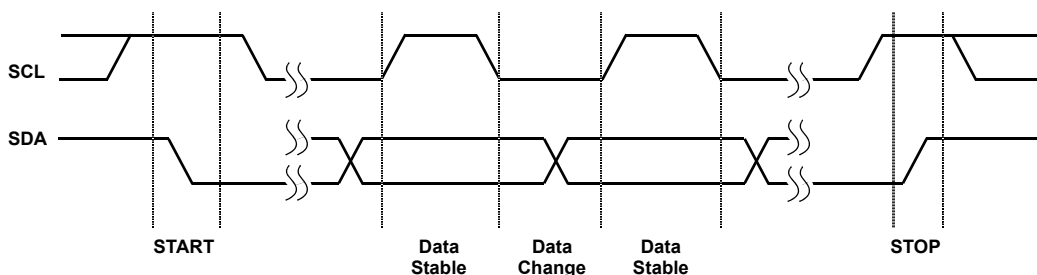 SCL
SDA
START
Data
Stable
Data
Change
Data
Stable
STOP